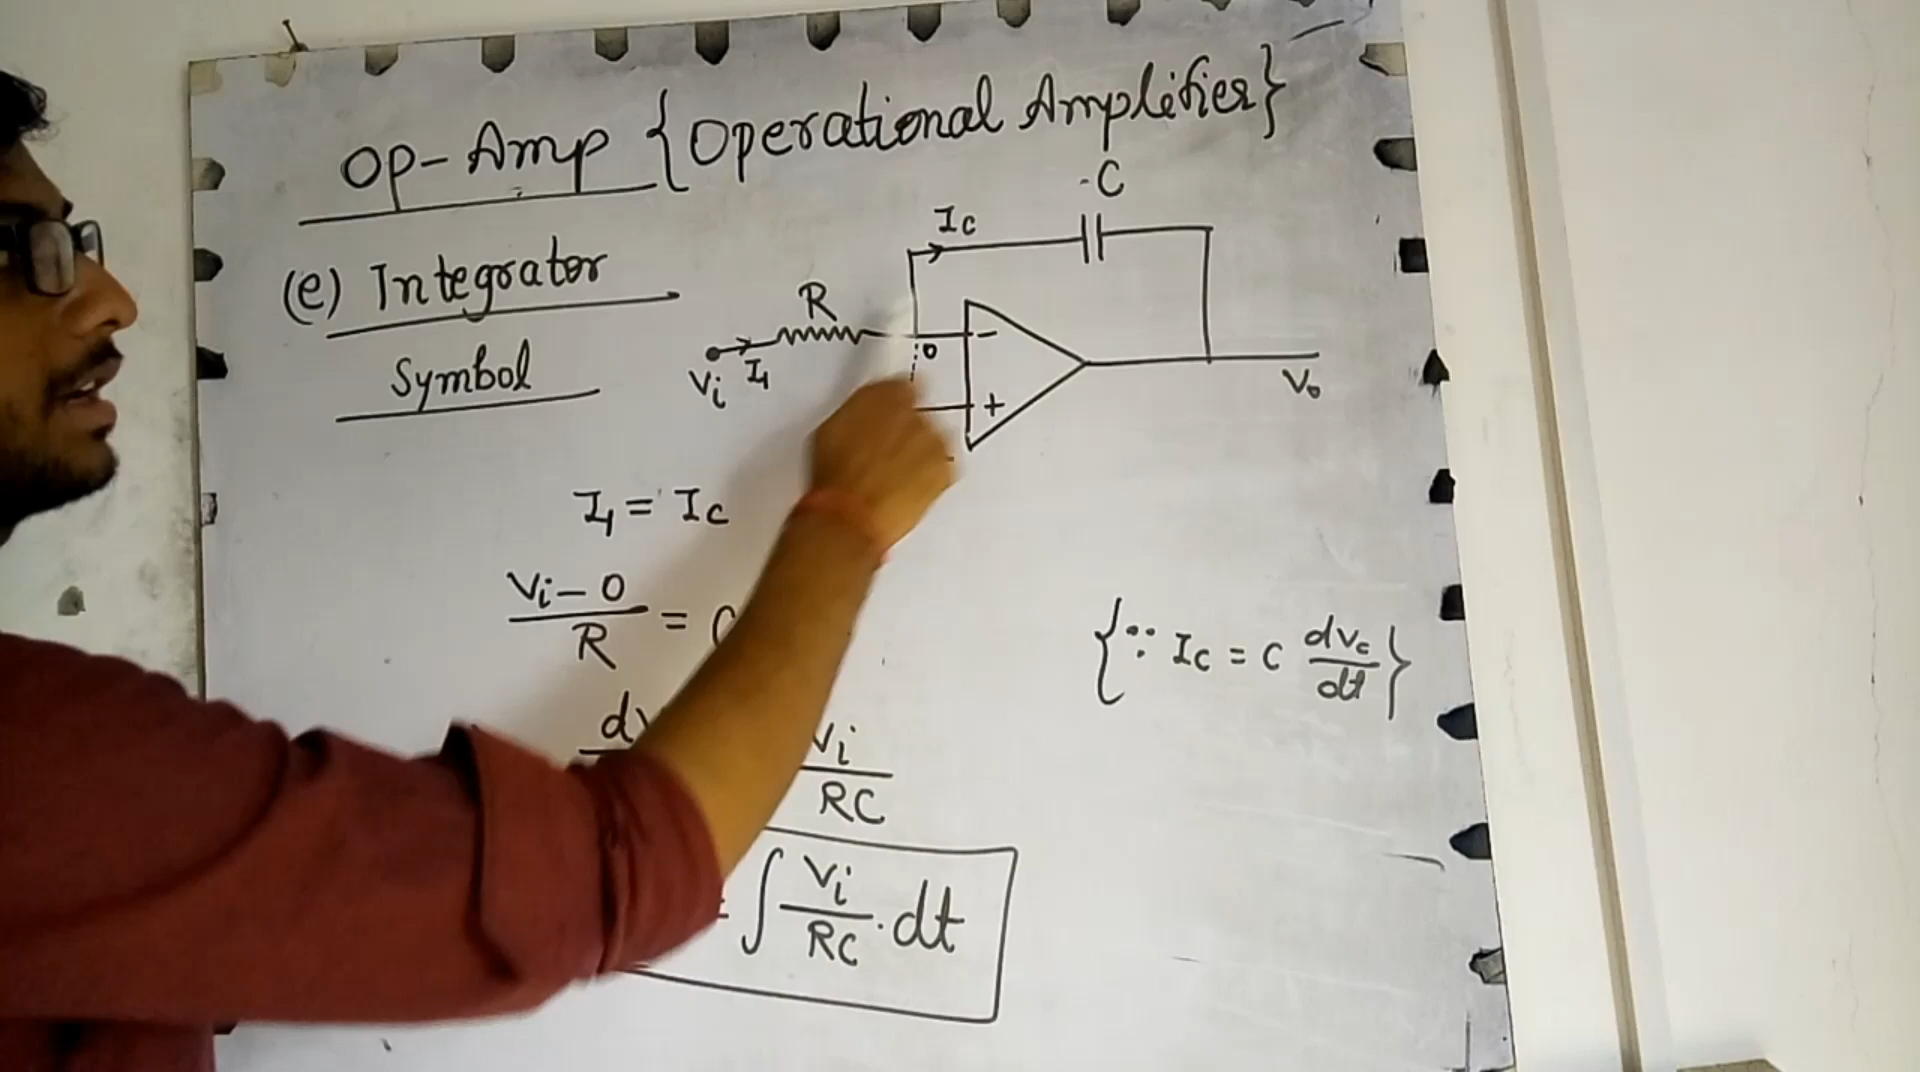 Op-Amp {Operational Amplifier}
(e) Integrator
Symbol
C
Ic
R
Vi
I1
0
-
+
Vo
I1 = Ic
Vi - 0 / R = C
{∵ Ic = C dvc/dt}
dv
Vi / RC
= ∫ Vi/RC . dt